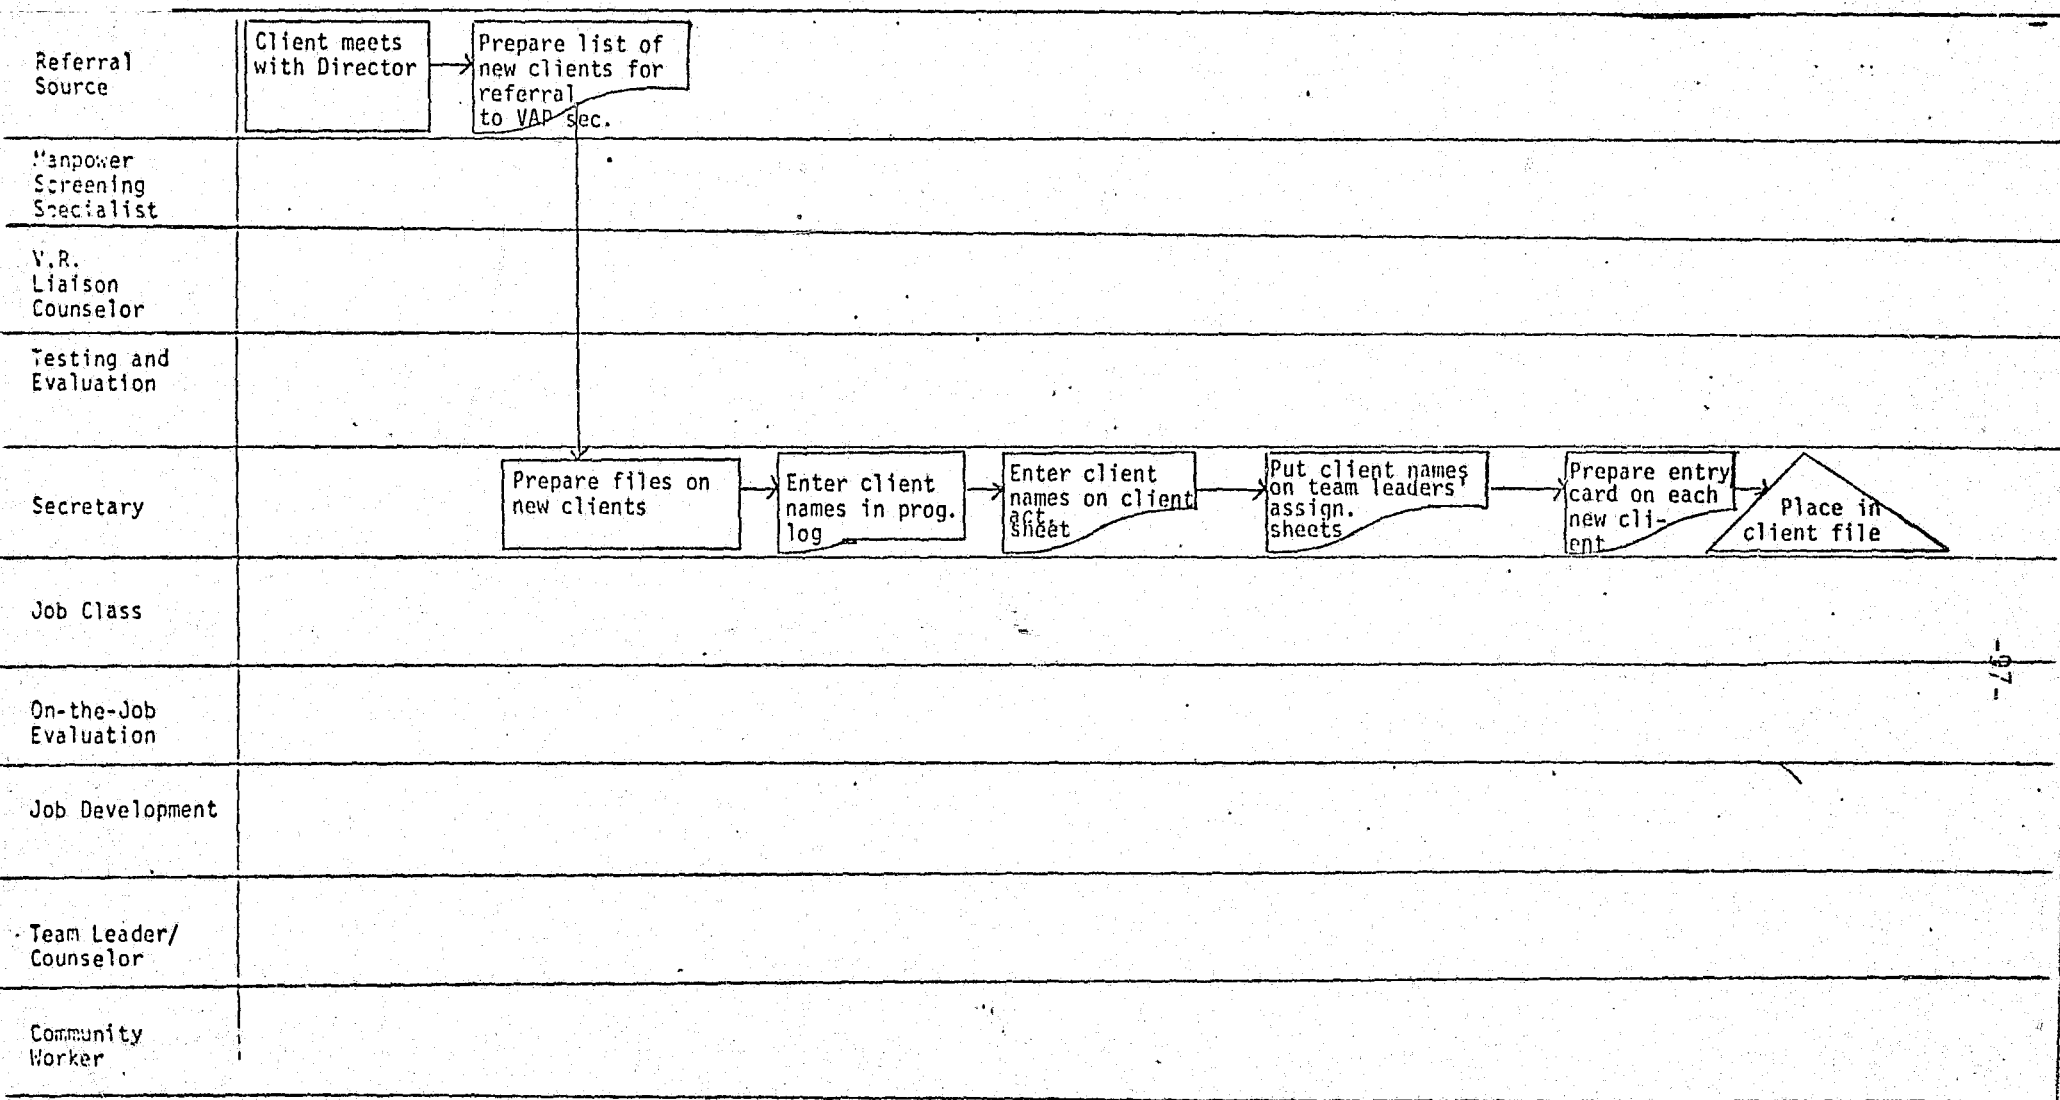 Referral
Source
Client meets
with Director
Prepare list of
new clients for
referral
to VAP sec.
Manpower
Screening
Specialist
V.R.
Liaison
Counselor
Testing and
Evaluation
Secretary
Prepare files on
new clients
Enter client
names in prog.
log
Enter client
names on client
act.
sheet
Put client names
on team leaders'
assign.
sheets
Prepare entry
card on each
new cli-
ent
Place in
client file
Job Class
On-the-Job
Evaluation
Job Development
Team Leader/
Counselor
Community
Worker
-97-